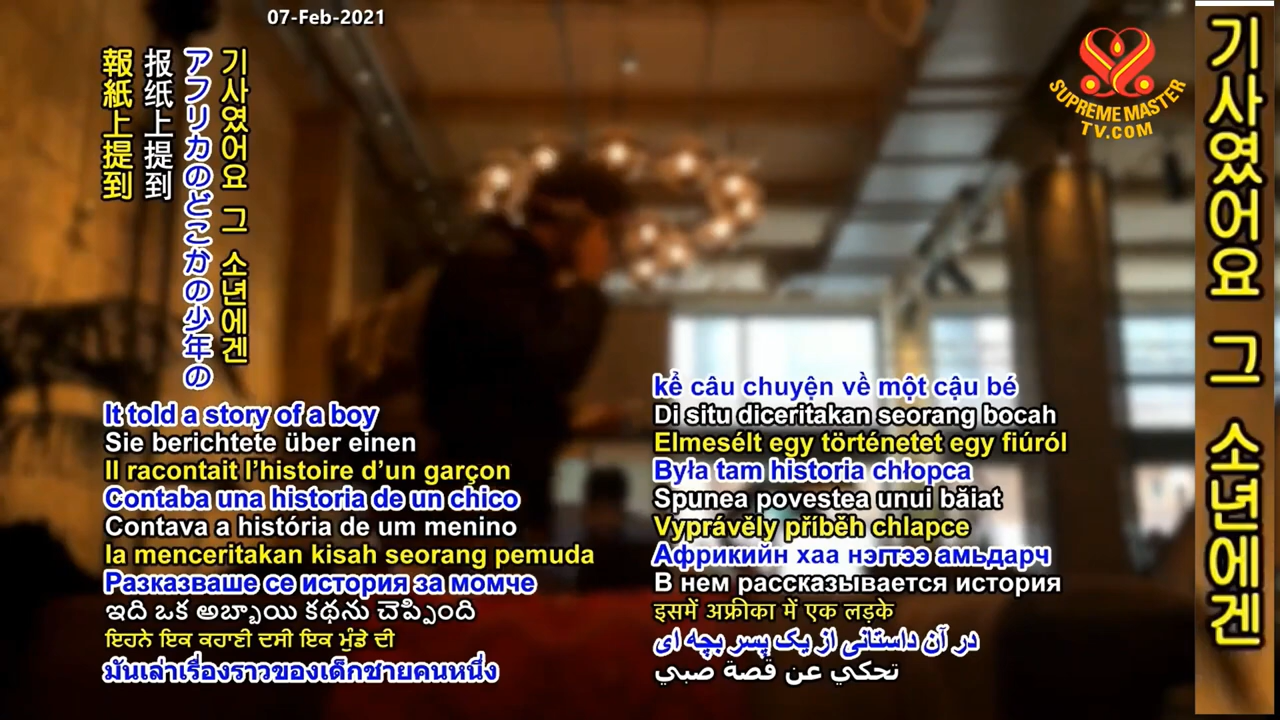 07-Feb-2021
SUPREME MASTER
TV.COM
報紙上提到
报纸上提到
アフリカのどこかの少年の
기사였어요 그 소년에겐
It told a story of a boy
Sie berichtete über einen
Il racontait l’histoire d’un garçon
Contaba una historia de un chico
Contava a história de um menino
Ia menceritakan kisah seorang pemuda
Разказваше се история за момче
ఇది ఒక అబ్బాయి కథను చెప్పింది
ਇਹਨੇ ਇਕ ਕਹਾਣੀ ਦਸੀ ਇਕ ਮੁੰਡੇ ਦੀ
มันเล่าเรื่องราวของเด็กชายคนหนึ่ง
kể câu chuyện về một cậu bé
Di situ diceritakan seorang bocah
Elmesélt egy történetet egy fiúról
Była tam historia chłopca
Spunea povestea unui băiat
Vyprávěly příběh chlapce
Африкийн хаа нэгтээ амьдарч
В нем рассказывается история
इसमें अफ्रीका में एक लड़के
در آن داستانی از یک پسر بچه ای
تحكي عن قصة صبي
기사였어요 그 소년에겐